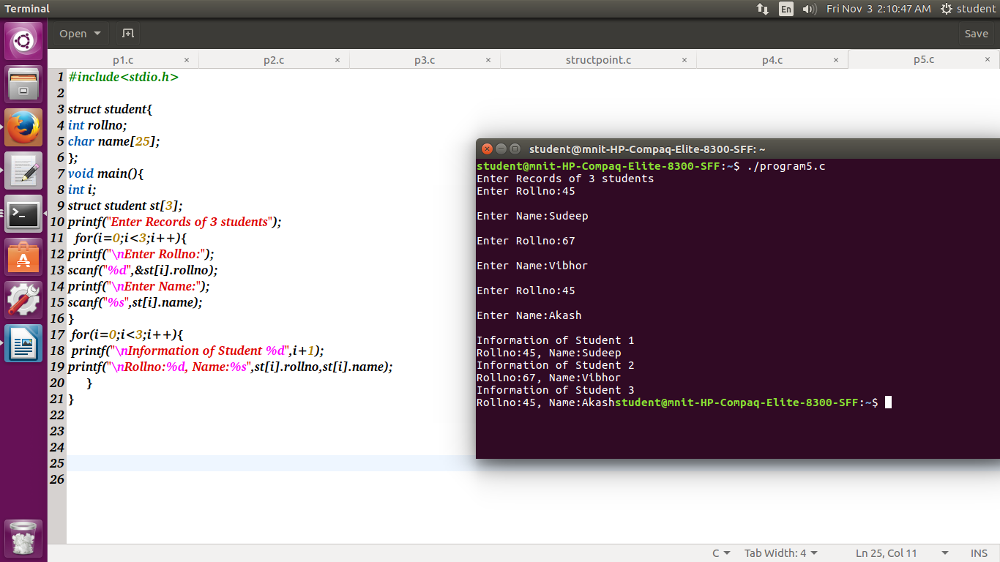 Terminal
En
Fri Nov 3 2:10:47 AM
student
Open
Save
p1.c ×
p2.c ×
p3.c ×
structpoint.c ×
p4.c ×
p5.c ×
1 #include<stdio.h>
2
3 struct student{
4 int rollno;
5 char name[25];
6 };
7 void main(){
8 int i;
9 struct student st[3];
10 printf("Enter Records of 3 students");
11   for(i=0;i<3;i++){
12 printf("\nEnter Rollno:");
13 scanf("%d",&st[i].rollno);
14 printf("\nEnter Name:");
15 scanf("%s",st[i].name);
16 }
17  for(i=0;i<3;i++){
18  printf("\nInformation of Student %d",i+1);
19 printf("\nRollno:%d, Name:%s",st[i].rollno,st[i].name);
20      }
21 }
22
23
24
25
26
student@mnit-HP-Compaq-Elite-8300-SFF: ~
student@mnit-HP-Compaq-Elite-8300-SFF:~$ ./program5.c
Enter Records of 3 students
Enter Rollno:45
Enter Name:Sudeep
Enter Rollno:67
Enter Name:Vibhor
Enter Rollno:45
Enter Name:Akash
Information of Student 1
Rollno:45, Name:Sudeep
Information of Student 2
Rollno:67, Name:Vibhor
Information of Student 3
Rollno:45, Name:Akashstudent@mnit-HP-Compaq-Elite-8300-SFF:~$
C
Tab Width: 4
Ln 25, Col 11
INS